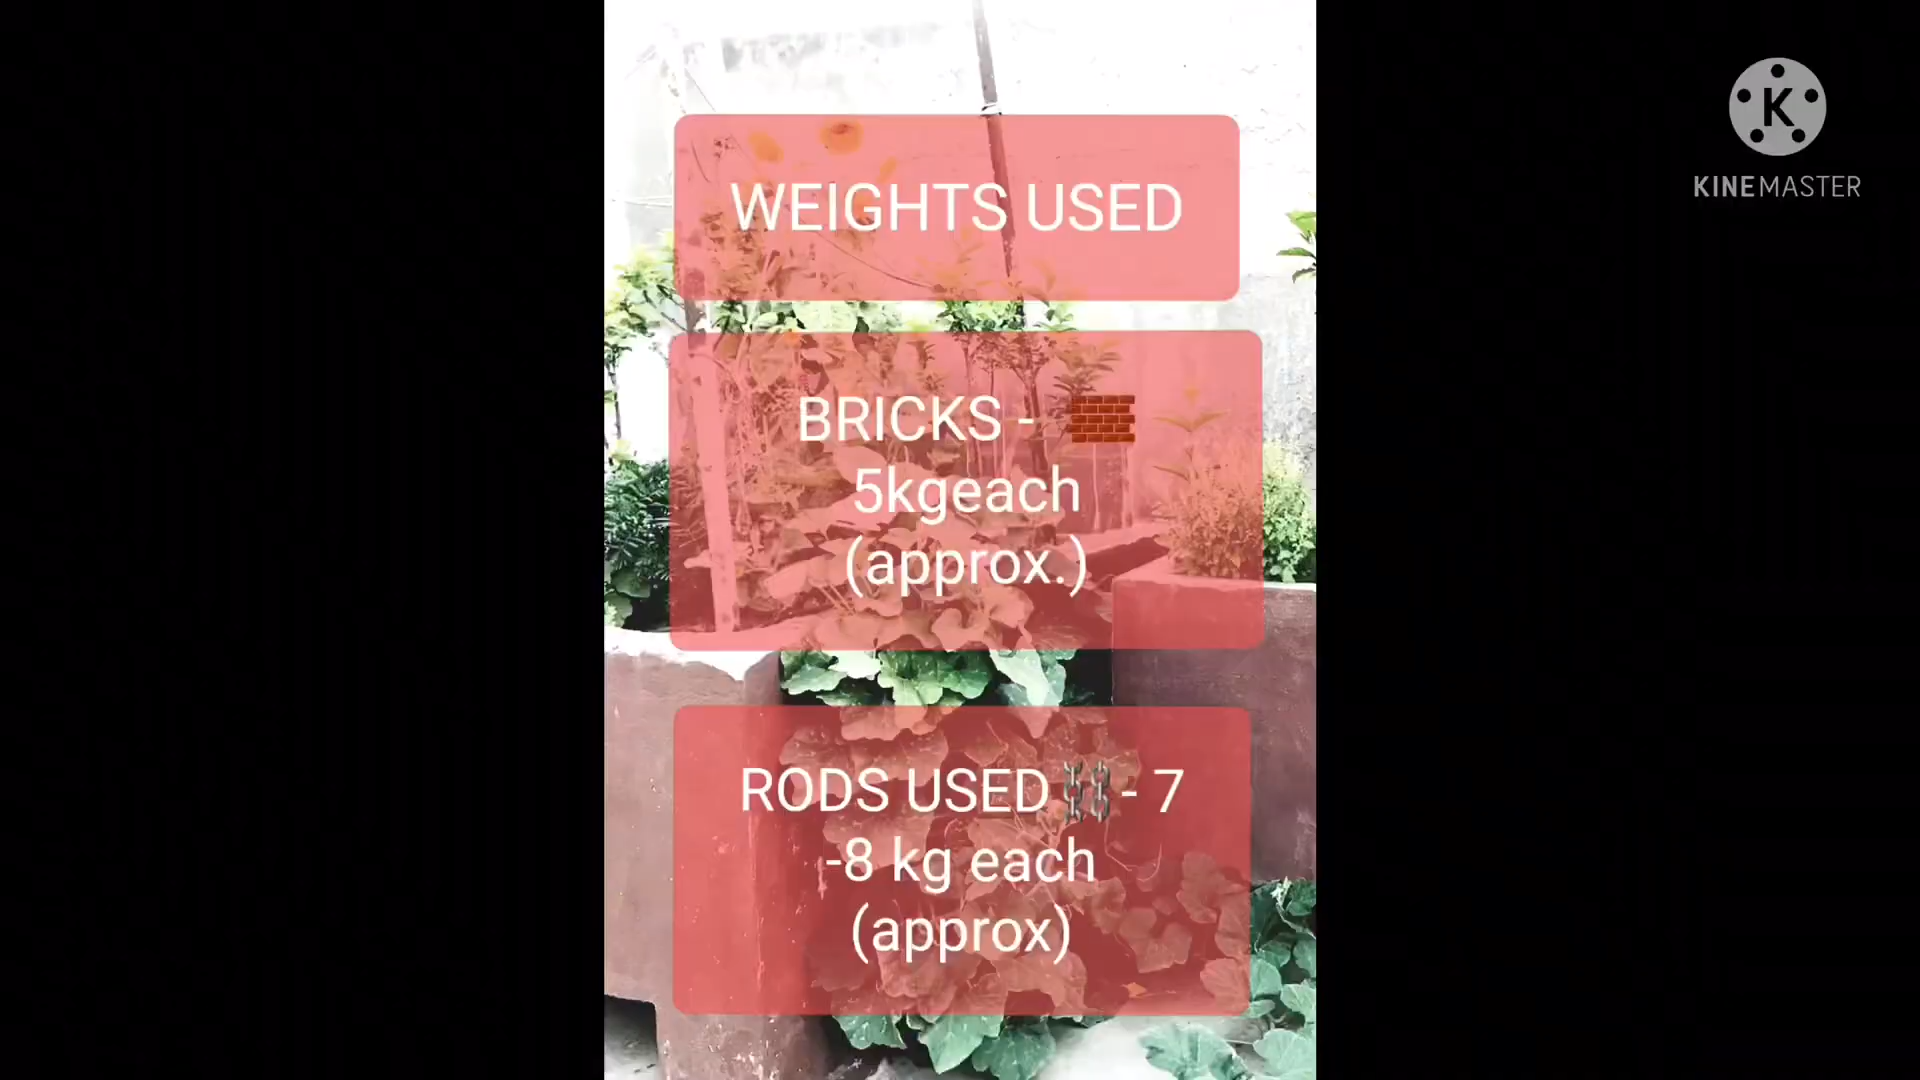 WEIGHTS USED
BRICKS - 🧱
5kgeach
(approx.)
RODS USED⛓- 7
-8 kg each
(approx)
K
KINEMASTER